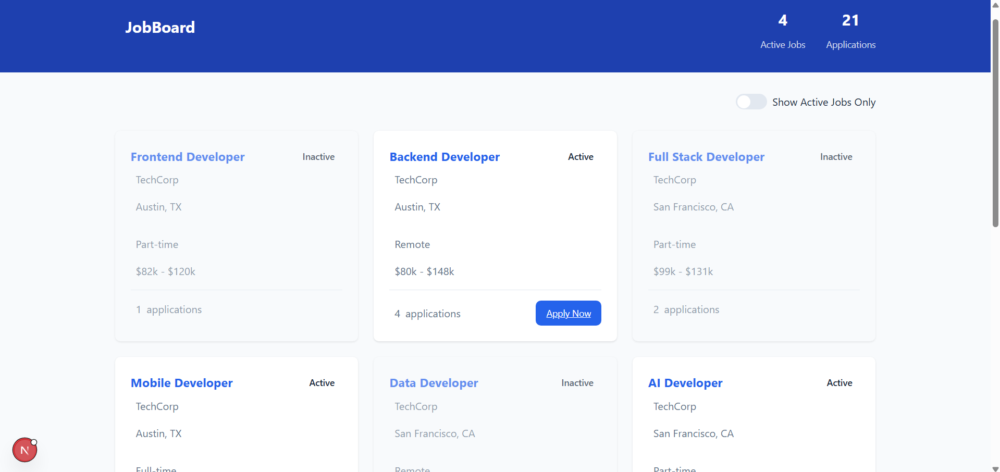 JobBoard
4
Active Jobs
21
Applications
Show Active Jobs Only
Frontend Developer
Inactive
TechCorp
Austin, TX
Part-time
$82k - $120k
1 applications
Backend Developer
Active
TechCorp
Austin, TX
Remote
$80k - $148k
4 applications
Apply Now
Full Stack Developer
Inactive
TechCorp
San Francisco, CA
Part-time
$99k - $131k
2 applications
Mobile Developer
Active
TechCorp
Austin, TX
Full-time
Data Developer
Inactive
TechCorp
San Francisco, CA
Remote
AI Developer
Active
TechCorp
San Francisco, CA
Part-time
N